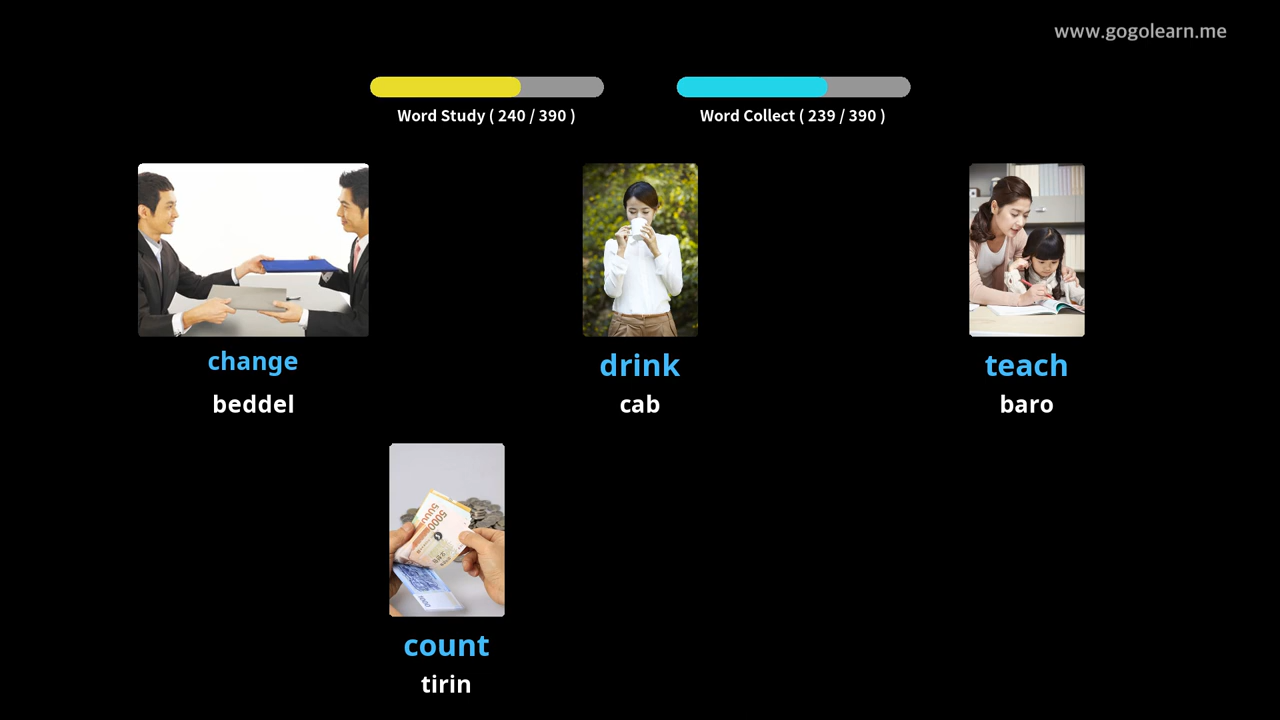 www.gogolearn.me
Word Study ( 240 / 390 )
Word Collect ( 239 / 390 )
change
beddel
drink
cab
teach
baro
count
tirin